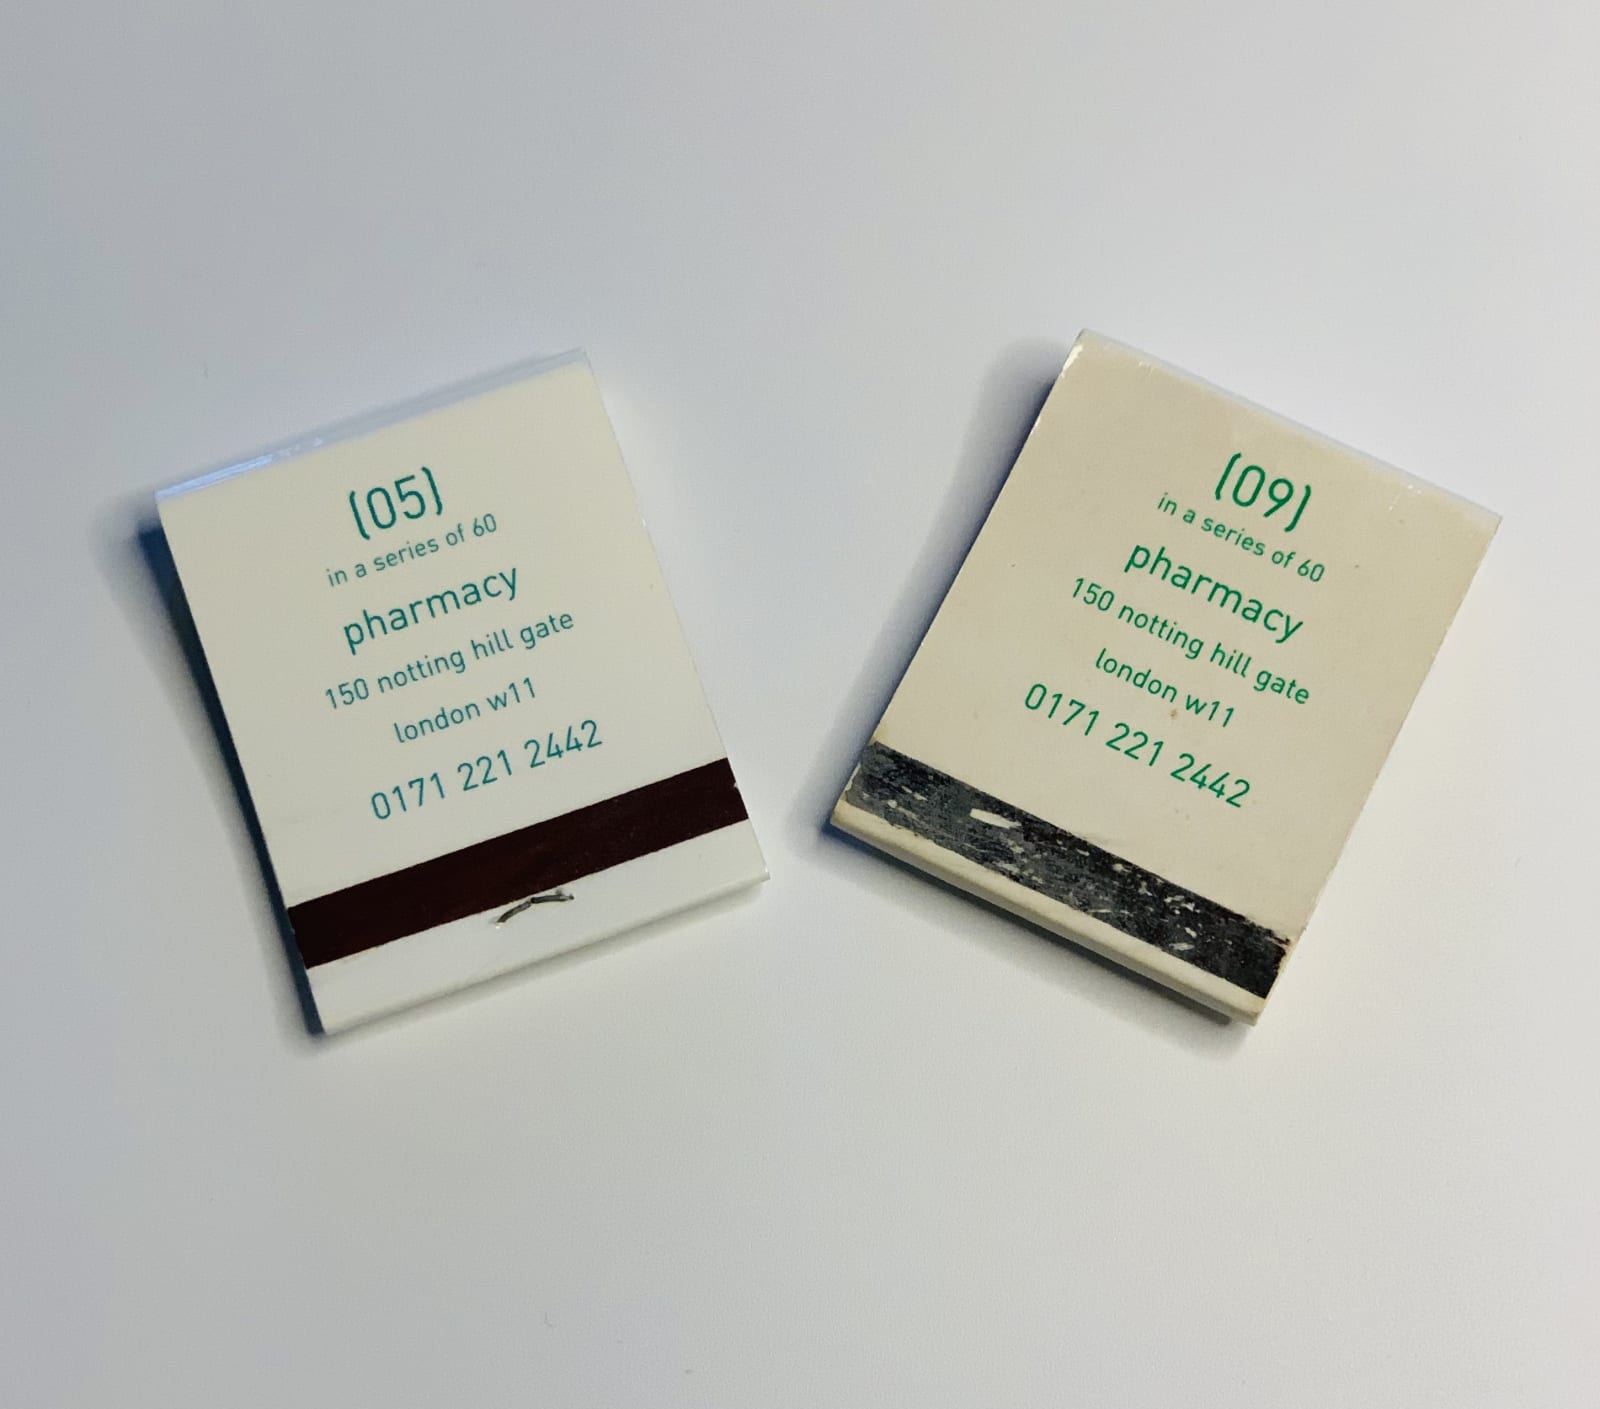 (05)
in a series of 60
pharmacy
150 notting hill gate
london w11
0171 221 2442
(09)
in a series of 60
pharmacy
150 notting hill gate
london w11
0171 221 2442